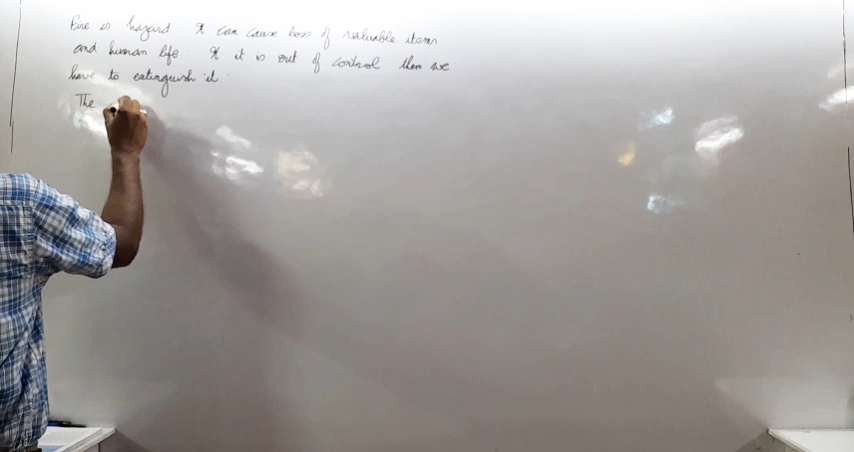 Fire is hazard. It can cause loss of valuable items
and human life. If it is out of control then we
have to extinguish it.
The